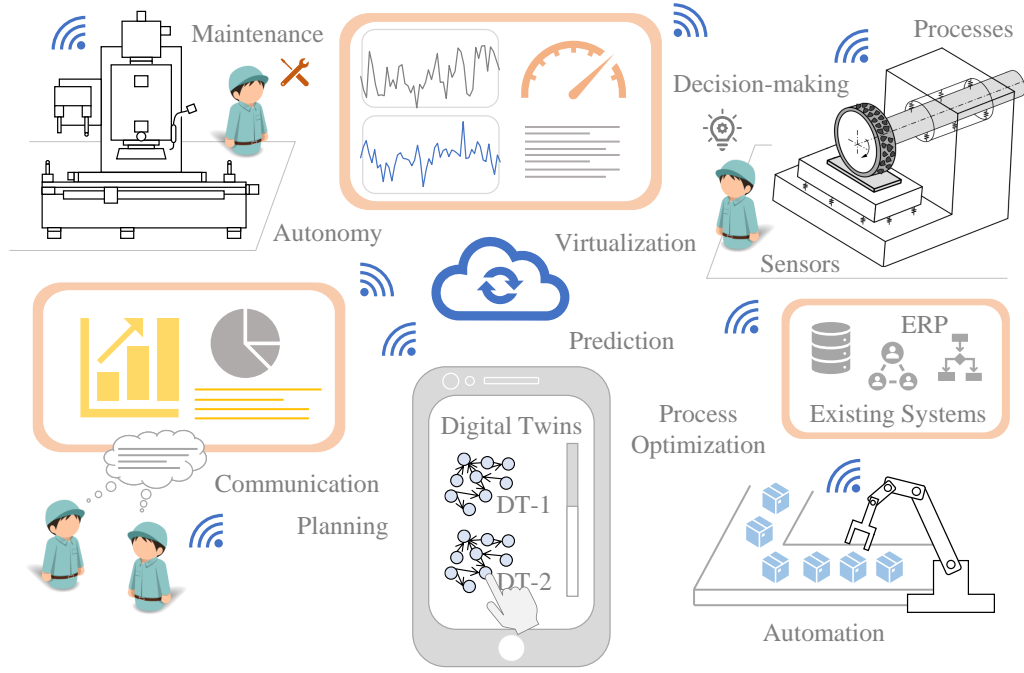 Maintenance
Processes
Decision-making
Autonomy
Virtualization
Sensors
Prediction
ERP
Existing Systems
Digital Twins
Process
Optimization
Communication
DT-1
Planning
DT-2
Automation